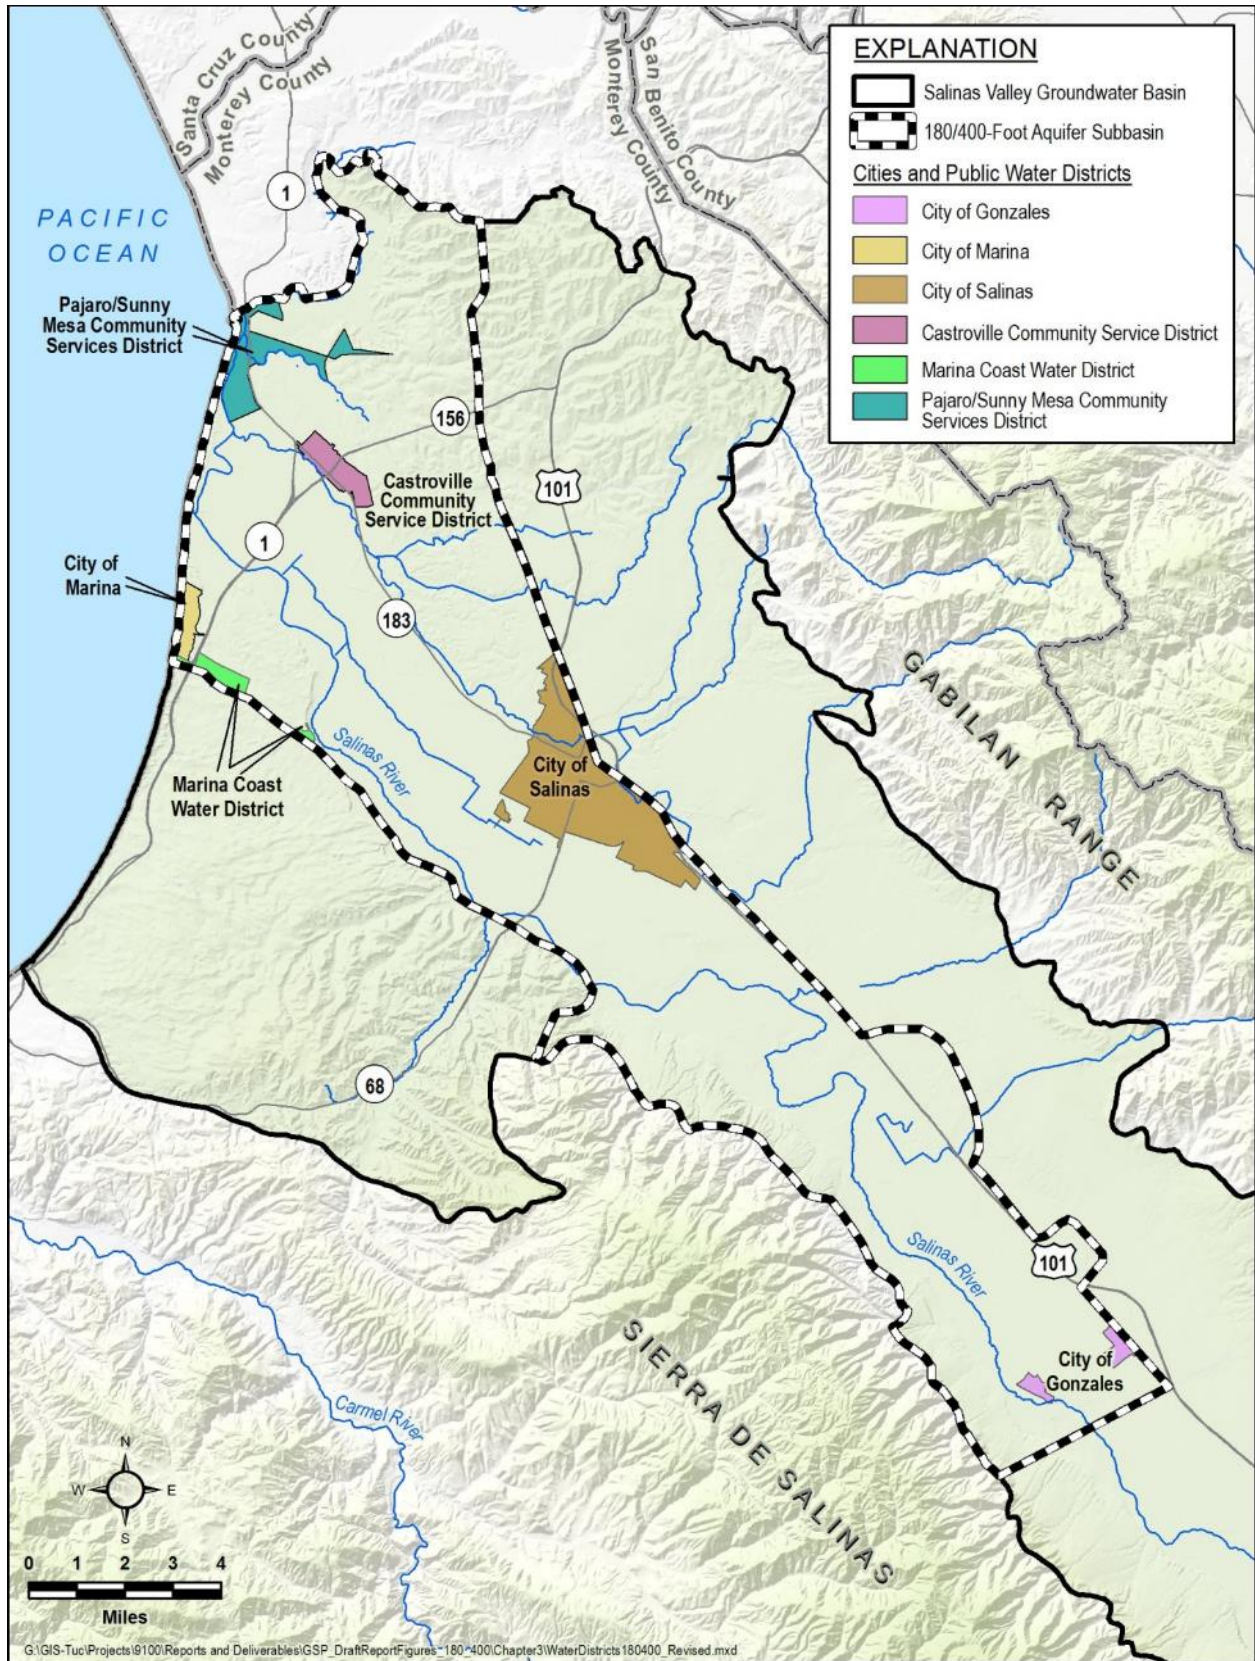 EXPLANATION
Salinas Valley Groundwater Basin
180/400-Foot Aquifer Subbasin
Cities and Public Water Districts
City of Gonzales
City of Marina
City of Salinas
Castroville Community Service District
Marina Coast Water District
Pajaro/Sunny Mesa Community
Services District
Santa Cruz County
Monterey County
San Benito County
Monterey County
1
PACIFIC
OCEAN
Pajaro/Sunny
Mesa Community
Services District
156
101
Castroville
Community
Service District
1
City of
Marina
183
GABILAN RANGE
Salinas River
City of
Salinas
Marina Coast
Water District
68
Salinas River
101
SIERRA DE SALINAS
City of
Gonzales
Carmel River
N
W E
S
0 1 2 3 4
Miles
G:\GIS-Tuc\Projects\9100\Reports and Deliverables\GSP_DraftReportFigures_180_400\Chapter3\WaterDistricts180400_Revised.mxd